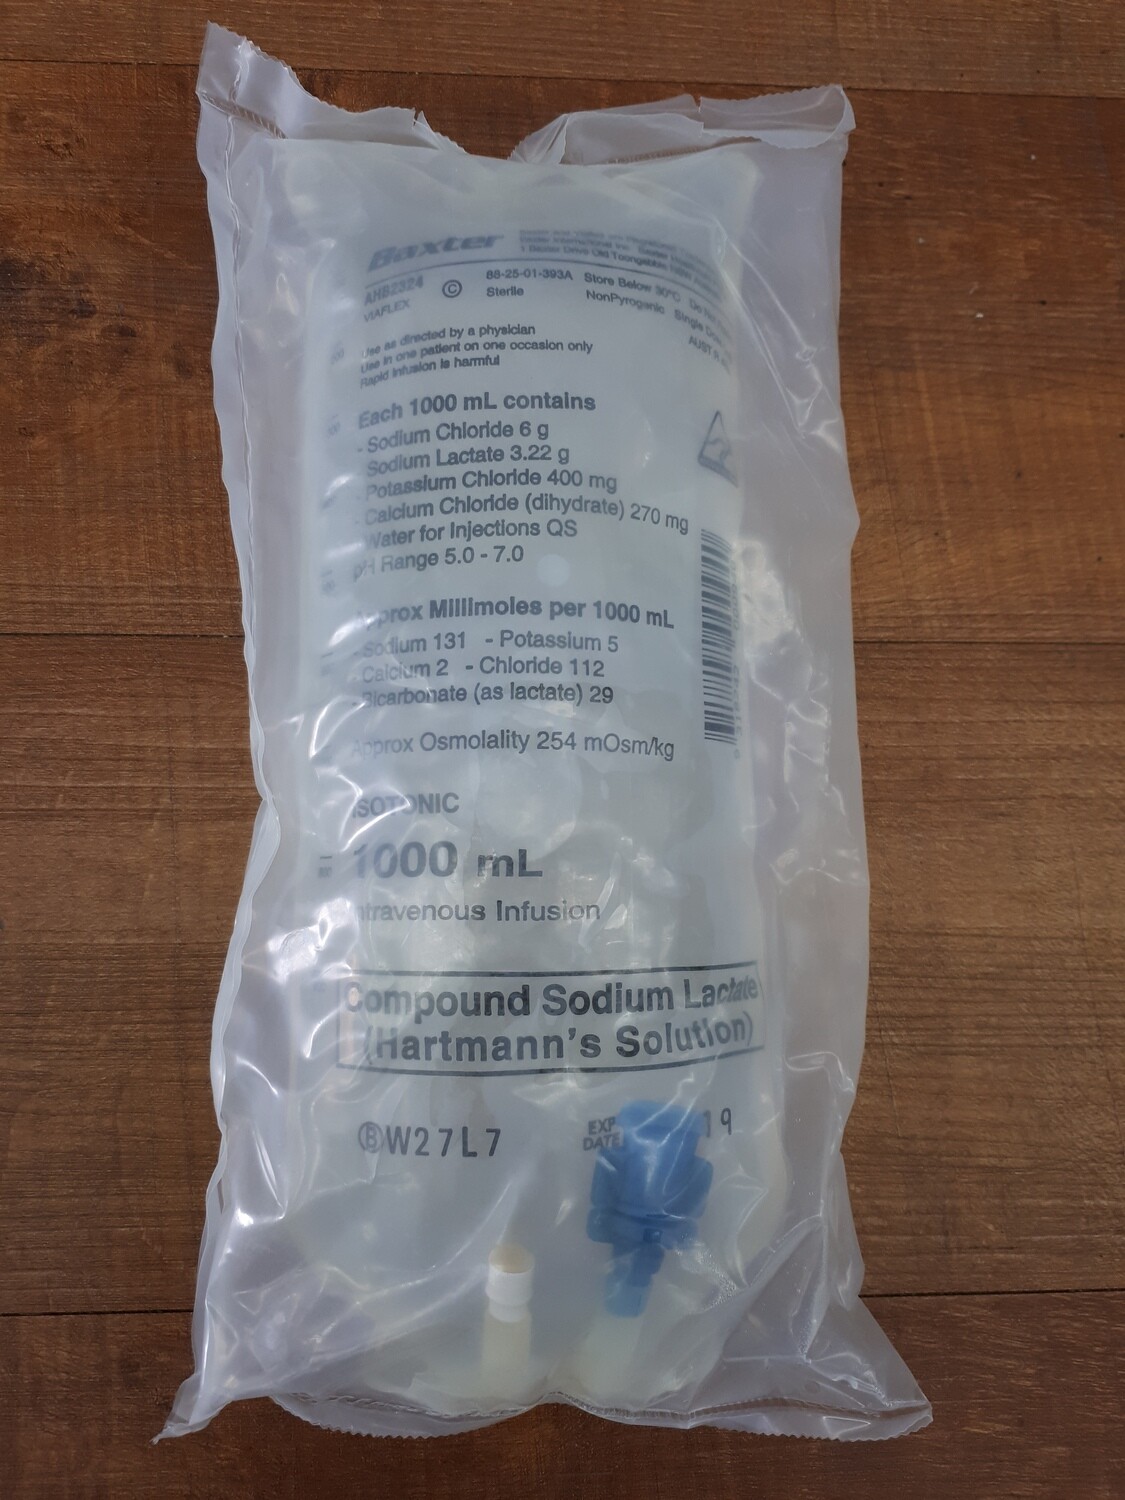 Baxter
AHB2324 © 88-25-01-393A Store Below 30°C Do Not
VIAFLEX Sterile NonPyrogenic Single
AUST R
Use as directed by a physician
Use in one patient on one occasion only
Rapid Infusion is harmful
Each 1000 mL contains
- Sodium Chloride 6 g
Sodium Lactate 3.22 g
- Potassium Chloride 400 mg
- Calcium Chloride (dihydrate) 270 mg
Water for Injections QS
pH Range 5.0 - 7.0
Approx Millimoles per 1000 mL
- Sodium 131 - Potassium 5
- Calcium 2 - Chloride 112
- Bicarbonate (as lactate) 29
Approx Osmolality 254 mOsm/kg
ISOTONIC
1000 mL
Intravenous Infusion
Compound Sodium Lactate
(Hartmann's Solution)
Ⓑ W27L7
EXP
DATE 19